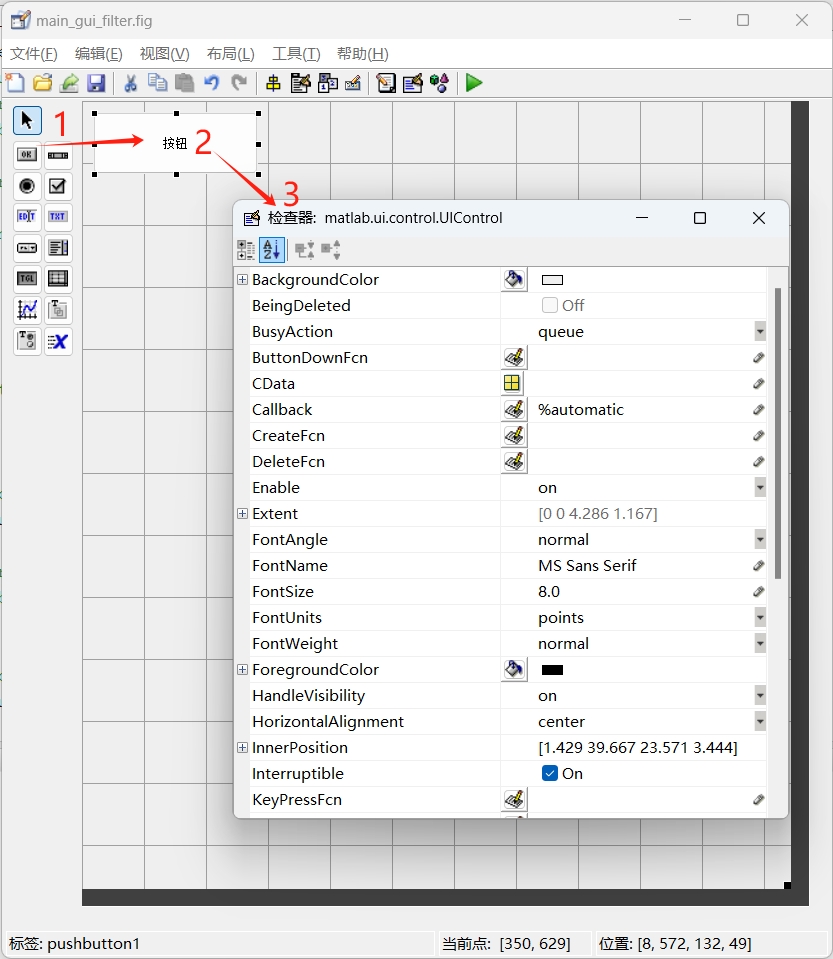 main_gui_filter.fig
文件(F) 编辑(E) 视图(V) 布局(L) 工具(T) 帮助(H)
1
OK
按钮
2
3
EDIT TXT
TGL
检查器: matlab.ui.control.UIControl
BackgroundColor
BeingDeleted Off
BusyAction queue
ButtonDownFcn
CData
Callback %automatic
CreateFcn
DeleteFcn
Enable on
Extent [0 0 4.286 1.167]
FontAngle normal
FontName MS Sans Serif
FontSize 8.0
FontUnits points
FontWeight normal
ForegroundColor
HandleVisibility on
HorizontalAlignment center
InnerPosition [1.429 39.667 23.571 3.444]
Interruptible On
KeyPressFcn
标签: pushbutton1 当前点: [350, 629] 位置: [8, 572, 132, 49]